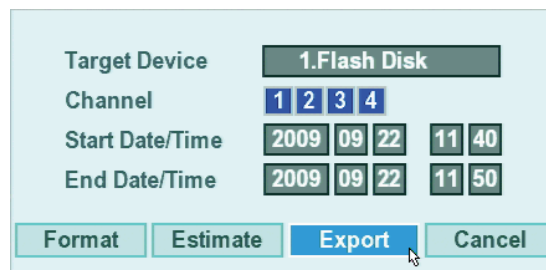 Target Device 1.Flash Disk
Channel 1 2 3 4
Start Date/Time 2009 09 22 11 40
End Date/Time 2009 09 22 11 50
Format Estimate Export Cancel